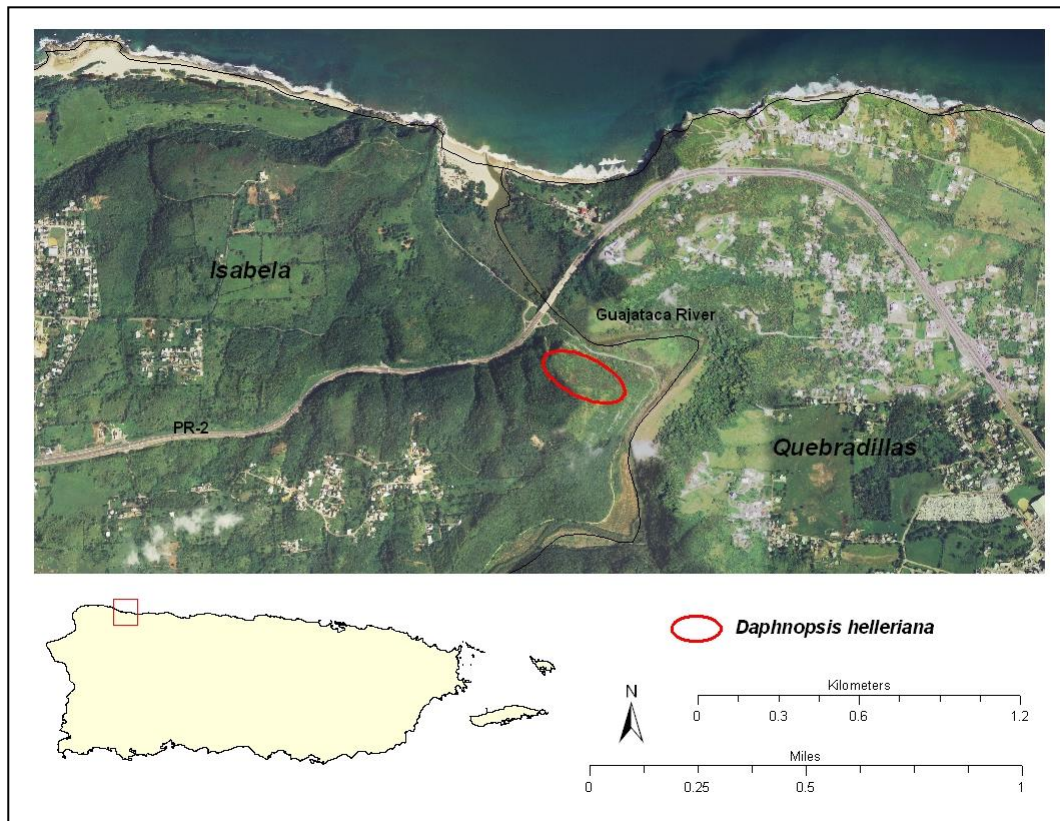 Isabela
Guajataca River
PR-2
Quebradillas
Daphnopsis helleriana
N
Kilometers
0 0.3 0.6 1.2
Miles
0 0.25 0.5 1